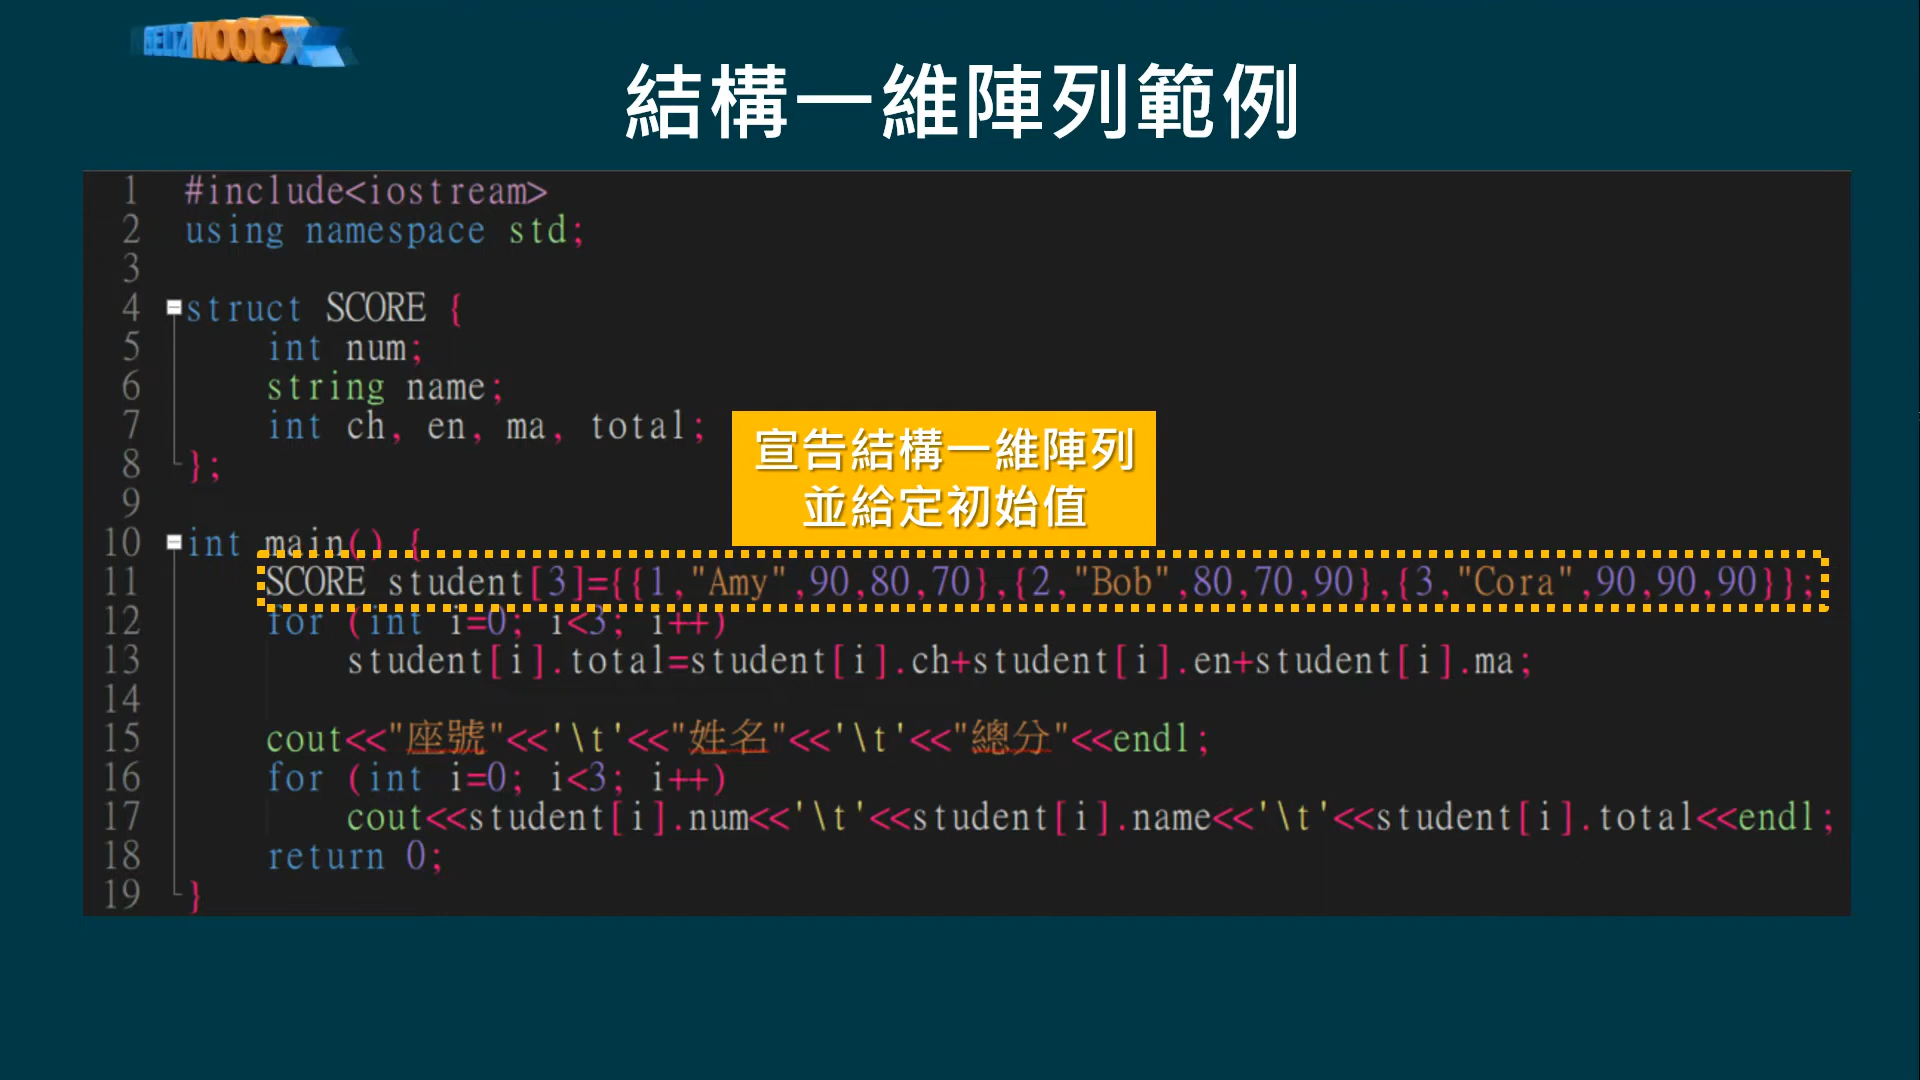 DELTAMOOCX
結構一維陣列範例
1 #include<iostream>
2 using namespace std;
3
4 struct SCORE {
5 int num;
6 string name;
7 int ch, en, ma, total;
8 };
9
宣告結構一維陣列
並給定初始值
10 int main() {
11 SCORE student[3]={{1,"Amy",90,80,70},{2,"Bob",80,70,90},{3,"Cora",90,90,90}};
12 for (int i=0; i<3; i++)
13 student[i].total=student[i].ch+student[i].en+student[i].ma;
14
15 cout<<"座號"<<'\t'<<"姓名"<<'\t'<<"總分"<<endl;
16 for (int i=0; i<3; i++)
17 cout<<student[i].num<<'\t'<<student[i].name<<'\t'<<student[i].total<<endl;
18 return 0;
19 }